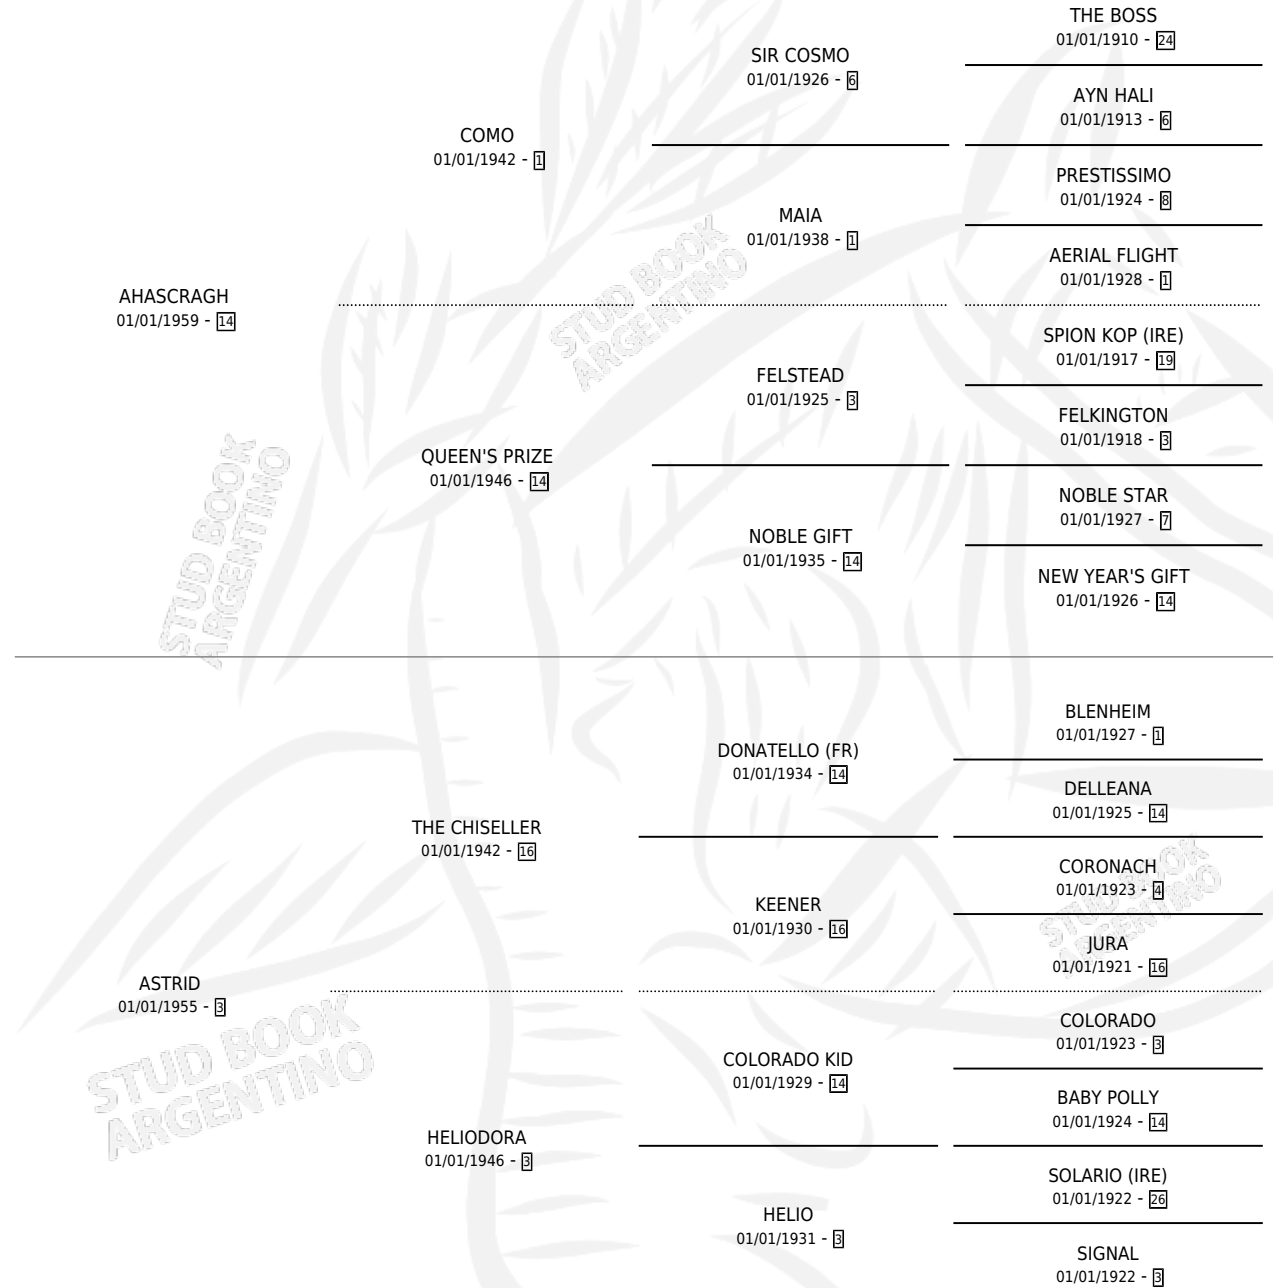 THE BOSS
01/01/1910 - 24
SIR COSMO
01/01/1926 - 6
AYN HALI
01/01/1913 - 6
COMO
01/01/1942 - 1
PRESTISSIMO
01/01/1924 - 8
MAIA
01/01/1938 - 1
AERIAL FLIGHT
01/01/1928 - 1
AHASCRAGH
01/01/1959 - 14
SPION KOP (IRE)
01/01/1917 - 19
FELSTEAD
01/01/1925 - 3
FELKINGTON
01/01/1918 - 3
QUEEN'S PRIZE
01/01/1946 - 14
NOBLE STAR
01/01/1927 - 7
NOBLE GIFT
01/01/1935 - 14
NEW YEAR'S GIFT
01/01/1926 - 14
BLENHEIM
01/01/1927 - 1
DONATELLO (FR)
01/01/1934 - 14
DELLEANA
01/01/1925 - 14
THE CHISELLER
01/01/1942 - 16
CORONACH
01/01/1923 - 4
KEENER
01/01/1930 - 16
JURA
01/01/1921 - 16
ASTRID
01/01/1955 - 3
COLORADO
01/01/1923 - 3
COLORADO KID
01/01/1929 - 14
BABY POLLY
01/01/1924 - 14
HELIODORA
01/01/1946 - 3
SOLARIO (IRE)
01/01/1922 - 26
HELIO
01/01/1931 - 3
SIGNAL
01/01/1922 - 3
STUD BOOK
ARGENTINO
STUD BOOK
ARGENTINO
STUD BOOK
ARGENTINO
STUD BOOK
ARGENTINO